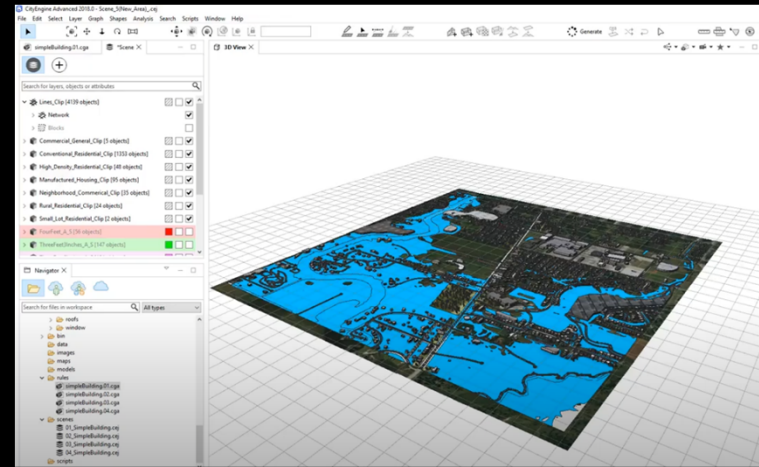 CityEngine Advanced 2018.0 - Scene_5(New_Area)_.cej
File Edit Select Layer Graph Shapes Analysis Search Scripts Window Help
Generate
simpleBuilding.01.cga
*Scene
3D View
Search for layers, objects or attributes
Lines_Clip [4139 objects]
Network
Blocks
Commercial_General_Clip [5 objects]
Conventional_Residential_Clip [1353 objects]
High_Density_Residential_Clip [48 objects]
Manufactured_Housing_Clip [95 objects]
Neighborhood_Commerical_Clip [35 objects]
Rural_Residential_Clip [24 objects]
Small_Lot_Residential_Clip [2 objects]
FourFeet_A_5 [56 objects]
ThreeFeet3inches_A_5 [147 objects]
Navigator
Search for files in workspace
All types
roofs
window
bin
data
images
maps
models
rules
simpleBuilding.01.cga
simpleBuilding.02.cga
simpleBuilding.03.cga
simpleBuilding.04.cga
scenes
01_SimpleBuilding.cej
02_SimpleBuilding.cej
03_SimpleBuilding.cej
04_SimpleBuilding.cej
scripts